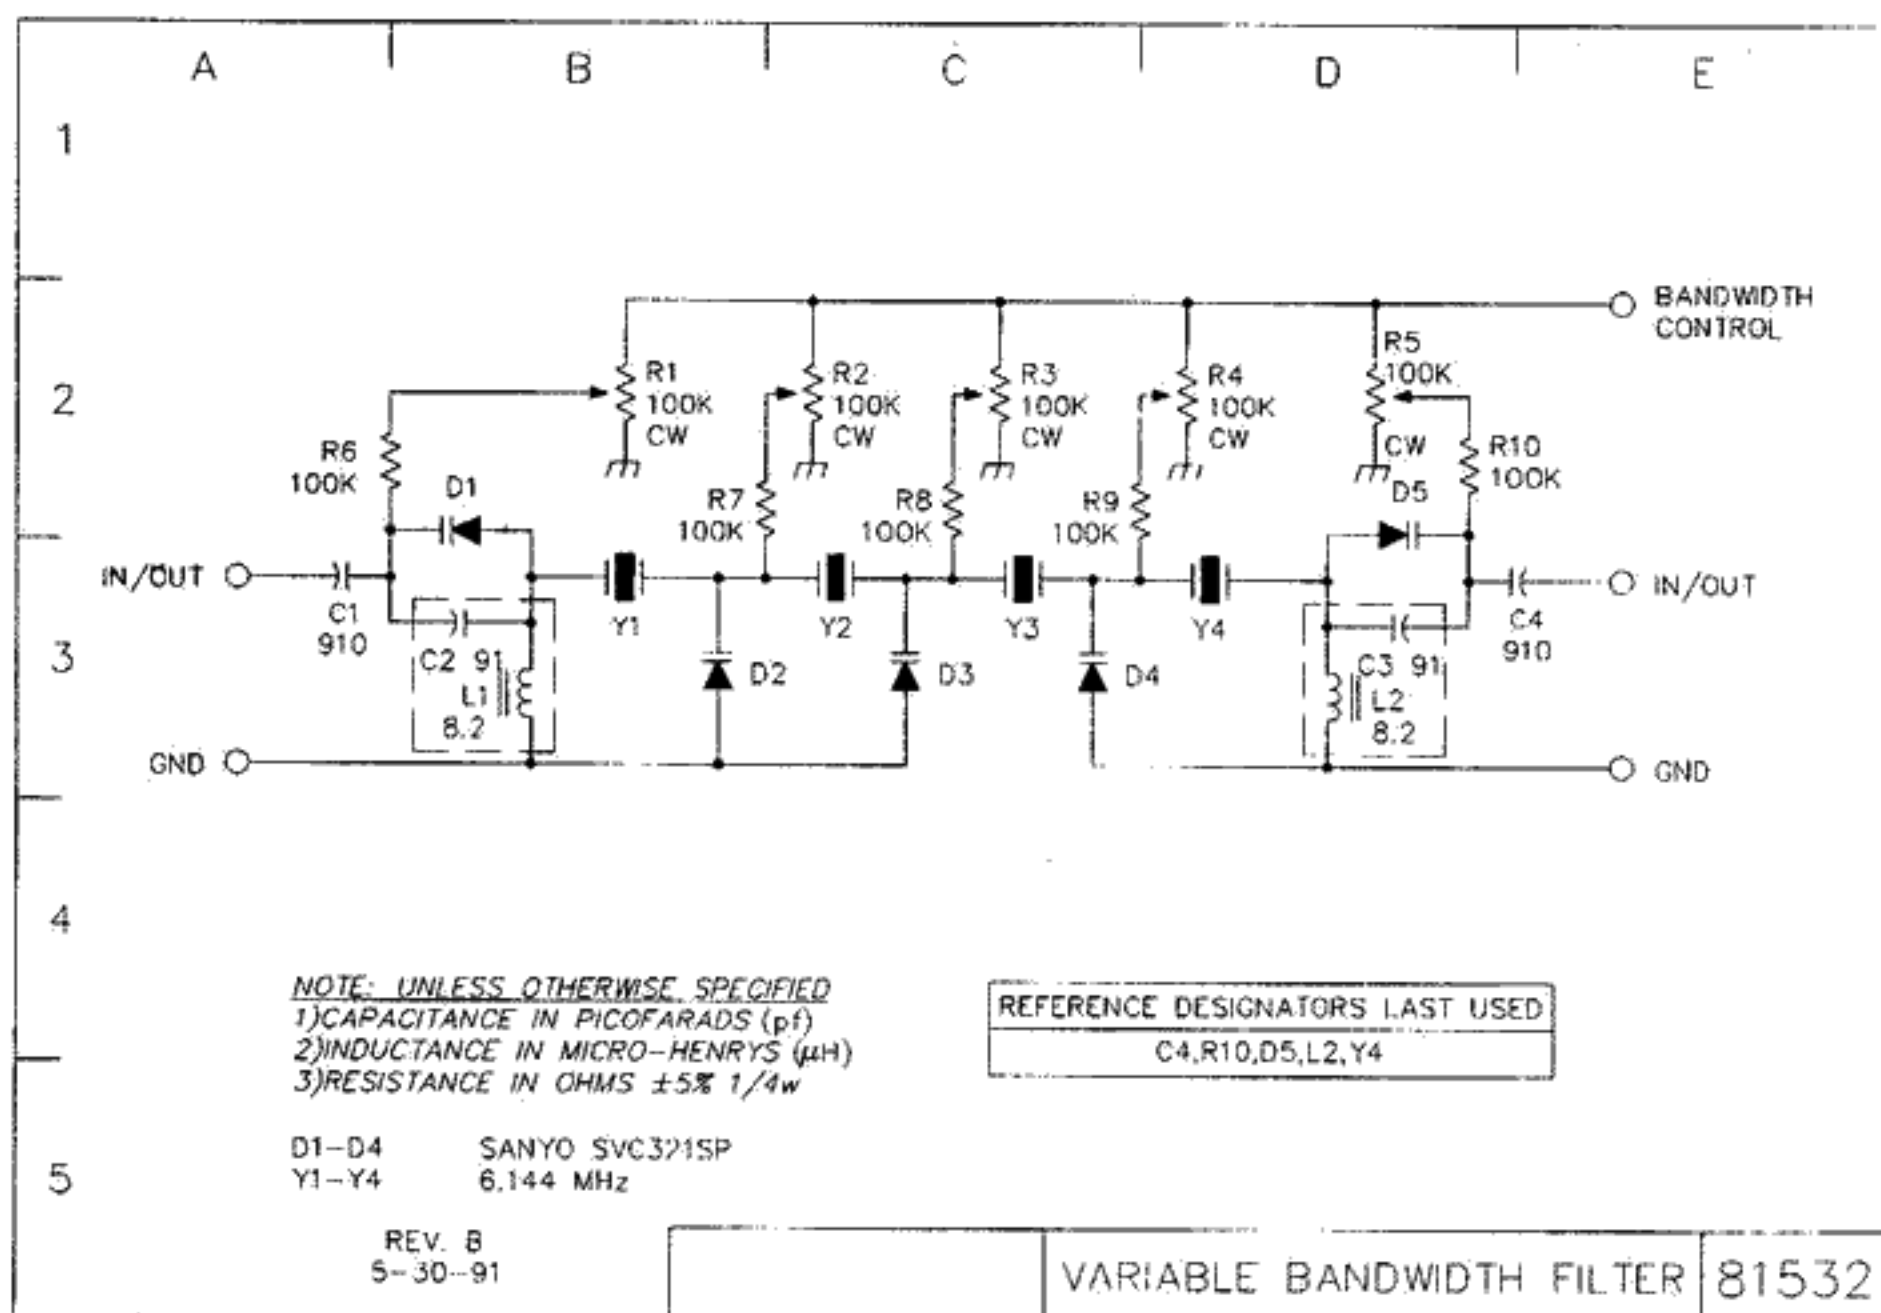 A B C D E
1
2
3
4
5
BANDWIDTH
CONTROL
R1
100K
CW
R2
100K
CW
R3
100K
CW
R4
100K
CW
R5
100K
CW
R6
100K
D1
R7
100K
R8
100K
R9
100K
D5
R10
100K
IN/OUT
C1
910
C2 91
L1
8.2
Y1
D2
Y2
D3
Y3
D4
Y4
C3 91
L2
8.2
C4
910
IN/OUT
GND
GND
NOTE: UNLESS OTHERWISE SPECIFIED
1)CAPACITANCE IN PICOFARADS (pf)
2)INDUCTANCE IN MICRO-HENRYS (μH)
3)RESISTANCE IN OHMS ±5% 1/4w
REFERENCE DESIGNATORS LAST USED
C4,R10,D5,L2,Y4
D1-D4 SANYO
Y1-Y4 6.144 MHz
REV. B
5-30-91
VARIABLE BANDWIDTH FILTER 81532